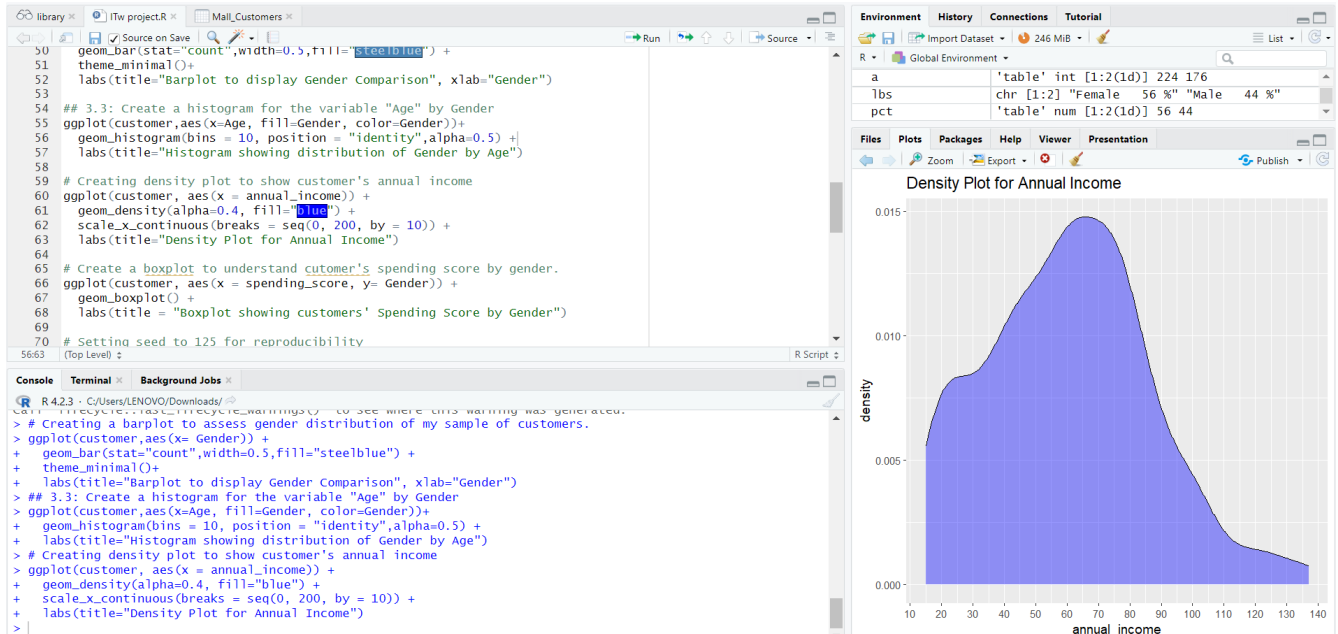 library × ITw project.R × Mall_Customers ×
Source on Save Run Source
50 geom_bar(stat="count",width=0.5,fill="steelblue") +
51 theme_minimal()+
52 labs(title="Barplot to display Gender Comparison", xlab="Gender")
53
54 ## 3.3: Create a histogram for the variable "Age" by Gender
55 ggplot(customer,aes(x=Age, fill=Gender, color=Gender))+
56 geom_histogram(bins = 10, position = "identity",alpha=0.5) +
57 labs(title="Histogram showing distribution of Gender by Age")
58
59 # Creating density plot to show customer's annual income
60 ggplot(customer, aes(x = annual_income)) +
61 geom_density(alpha=0.4, fill="blue") +
62 scale_x_continuous(breaks = seq(0, 200, by = 10)) +
63 labs(title="Density Plot for Annual Income")
64
65 # Create a boxplot to understand cutomer's spending score by gender.
66 ggplot(customer, aes(x = spending_score, y= Gender)) +
67 geom_boxplot() +
68 labs(title = "Boxplot showing customers' Spending Score by Gender")
69
70 # Setting seed to 125 for reproducibility
56:63 (Top Level) R Script
Console Terminal × Background Jobs ×
R 4.2.3 · C:/Users/LENOVO/Downloads/
Call `lifecycle::last_lifecycle_warnings()` to see where this warning was generated.
> # Creating a barplot to assess gender distribution of my sample of customers.
> ggplot(customer,aes(x= Gender)) +
+ geom_bar(stat="count",width=0.5,fill="steelblue") +
+ theme_minimal()+
+ labs(title="Barplot to display Gender Comparison", xlab="Gender")
> ## 3.3: Create a histogram for the variable "Age" by Gender
> ggplot(customer,aes(x=Age, fill=Gender, color=Gender))+
+ geom_histogram(bins = 10, position = "identity",alpha=0.5) +
+ labs(title="Histogram showing distribution of Gender by Age")
> # Creating density plot to show customer's annual income
> ggplot(customer, aes(x = annual_income)) +
+ geom_density(alpha=0.4, fill="blue") +
+ scale_x_continuous(breaks = seq(0, 200, by = 10)) +
+ labs(title="Density Plot for Annual Income")
>
Environment History Connections Tutorial
Import Dataset 246 MiB List
R Global Environment
a 'table' int [1:2(1d)] 224 176
lbs chr [1:2] "Female 56 %" "Male 44 %"
pct 'table' num [1:2(1d)] 56 44
Files Plots Packages Help Viewer Presentation
Zoom Export Publish
Density Plot for Annual Income
0.015
0.010
0.005
0.000
density
10 20 30 40 50 60 70 80 90 100 110 120 130 140
annual_income